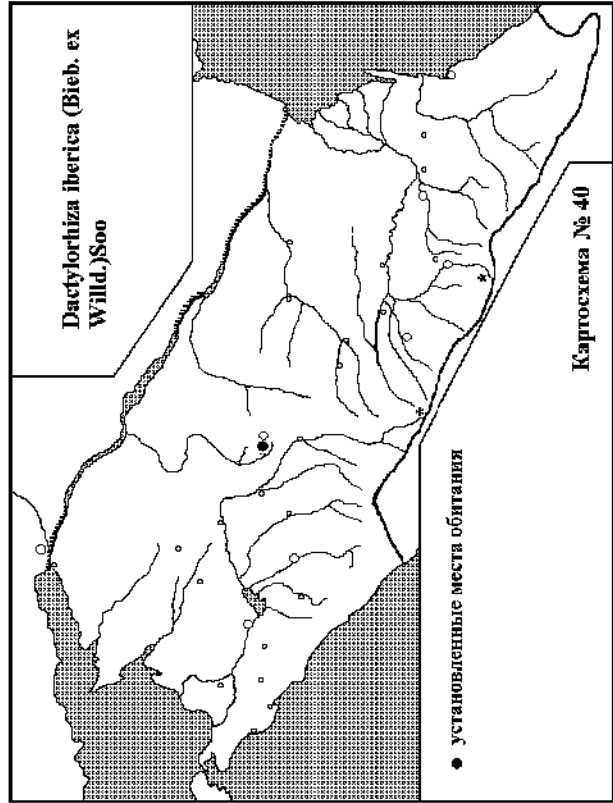 Dactylorhiza iberica (Bieb. ex
Willd.)Soo
Картосхема № 40
установленные места обитания